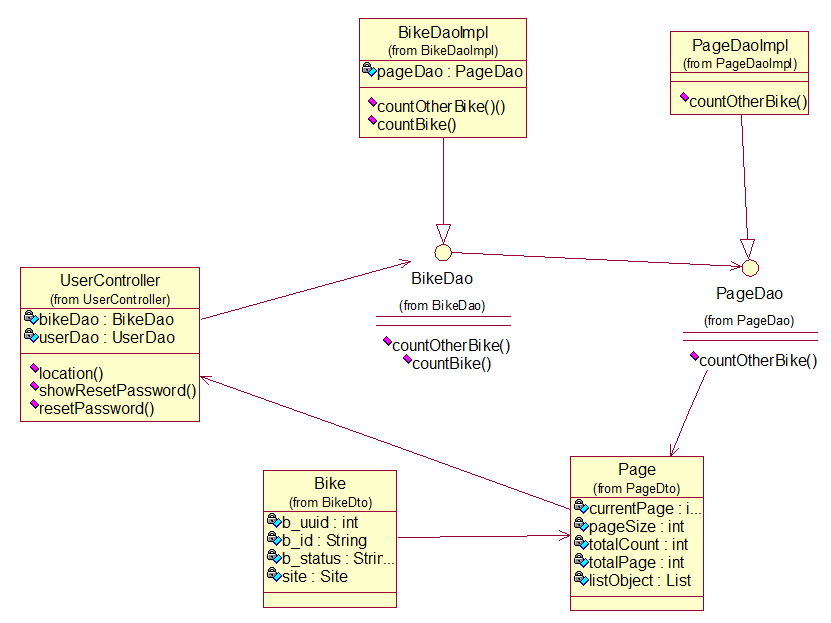 BikeDaoImpl
(from BikeDaoImpl)
pageDao : PageDao
countOtherBike()()
countBike()
PageDaoImpl
(from PageDaoImpl)
countOtherBike()
UserController
(from UserController)
bikeDao : BikeDao
userDao : UserDao
location()
showResetPassword()
resetPassword()
BikeDao
(from BikeDao)
countOtherBike()
countBike()
PageDao
(from PageDao)
countOtherBike()
Bike
(from BikeDto)
b_uuid : int
b_id : String
b_status : Strin...
site : Site
Page
(from PageDto)
currentPage : i...
pageSize : int
totalCount : int
totalPage : int
listObject : List